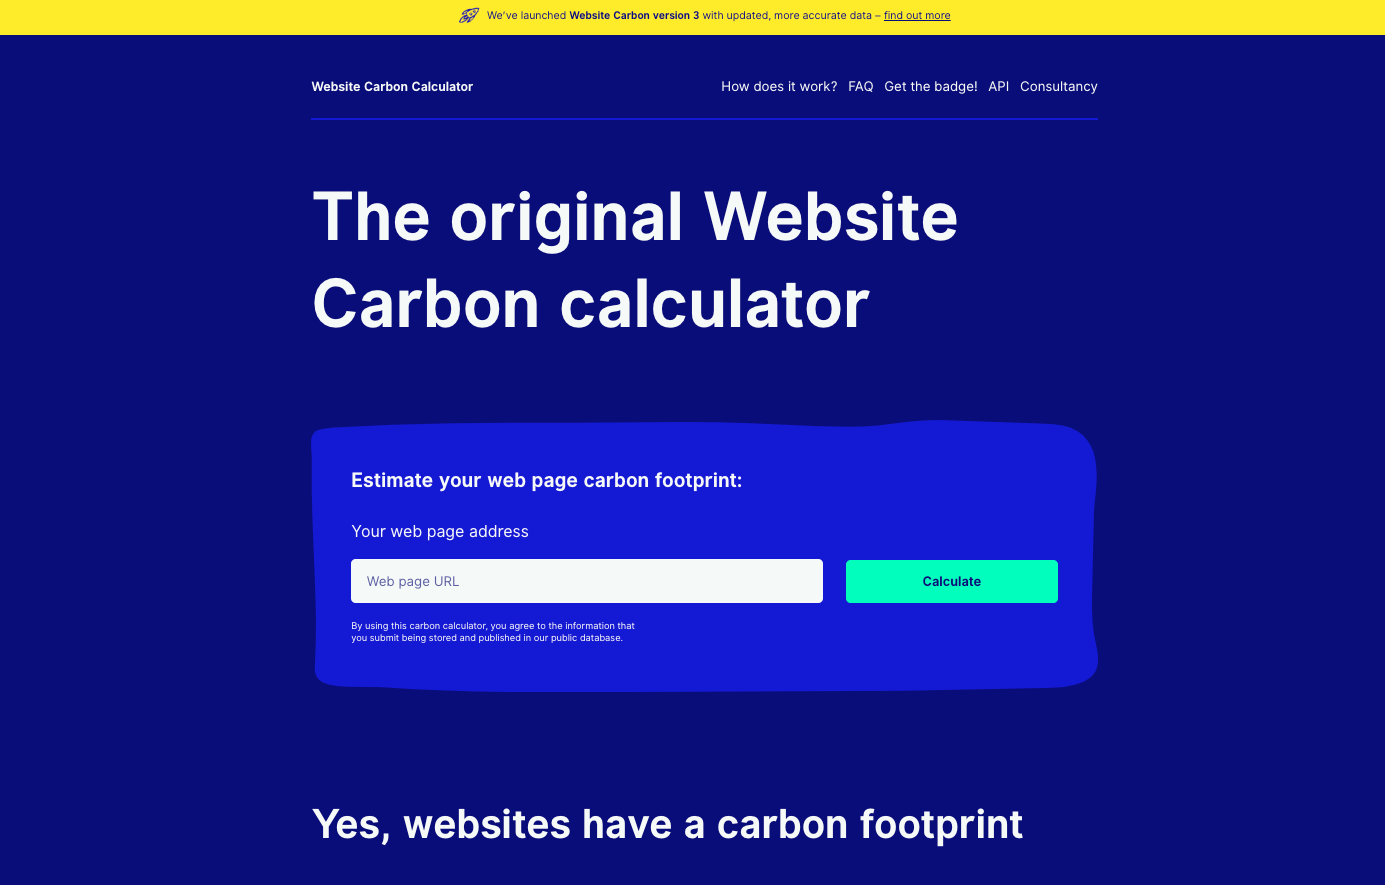 We’ve launched Website Carbon version 3 with updated, more accurate data – find out more
Website Carbon Calculator
How does it work? FAQ Get the badge! API Consultancy
The original Website
Carbon calculator
Estimate your web page carbon footprint:
Your web page address
Web page URL
Calculate
By using this carbon calculator, you agree to the information that
you submit being stored and published in our public database.
Yes, websites have a carbon footprint